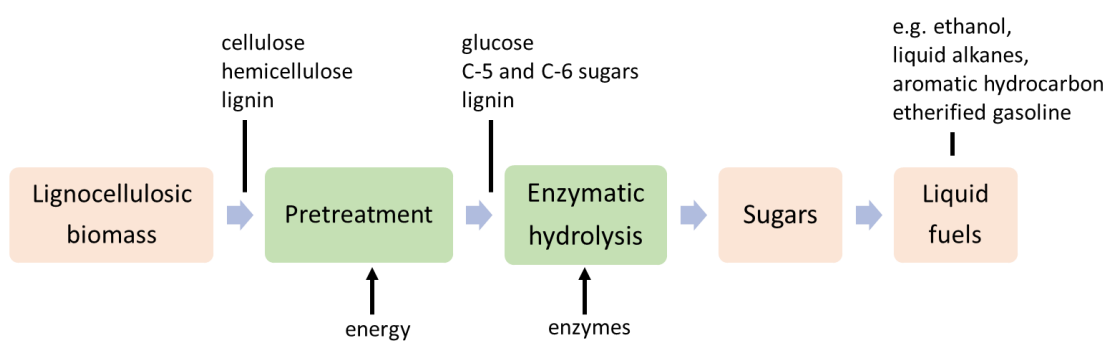 cellulose
hemicellulose
lignin
glucose
C-5 and C-6 sugars
lignin
e.g. ethanol,
liquid alkanes,
aromatic hydrocarbon
etherified gasoline
Lignocellulosic
biomass
Pretreatment
Enzymatic
hydrolysis
Sugars
Liquid
fuels
energy
enzymes